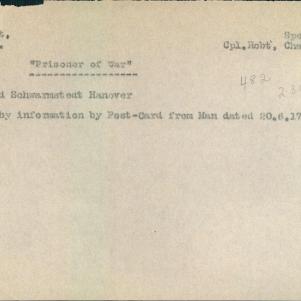 t, Spe
Cpl.Robt, Cha
"Prisoner of War"
482
d Schwarmstedt Hanover
by information by Post-Card from Man dated 20.6.17